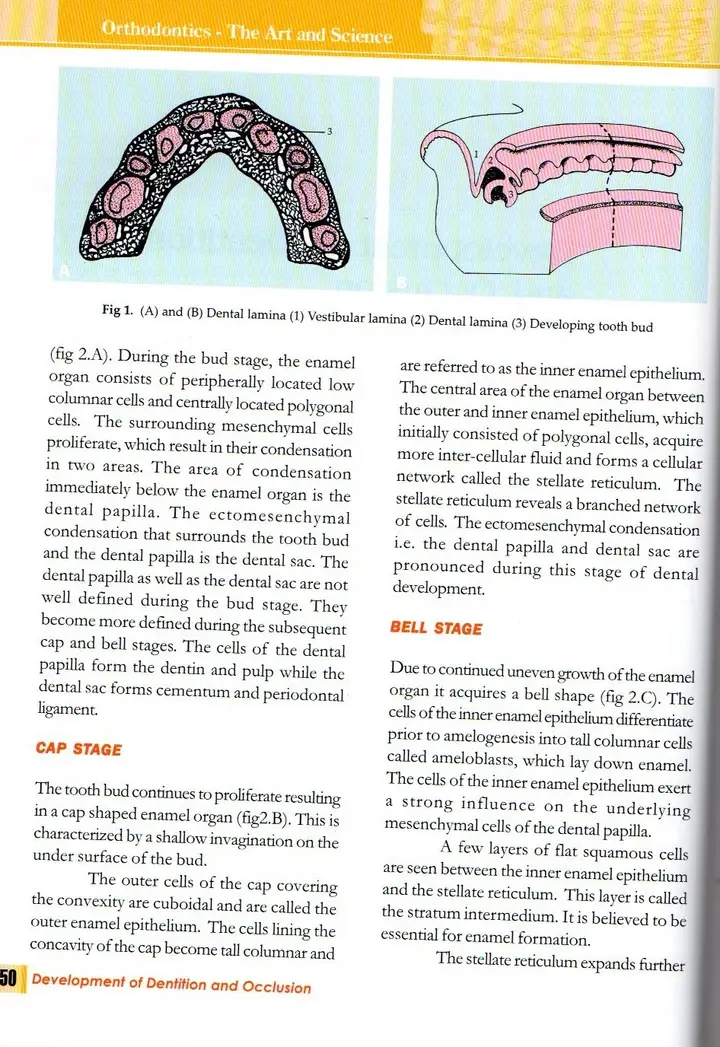 Orthodontics - The Art and Science
3
A
1
2
3
B
Fig 1. (A) and (B) Dental lamina (1) Vestibular lamina (2) Dental lamina (3) Developing tooth bud
(fig 2.A). During the bud stage, the enamel
organ consists of peripherally located low
columnar cells and centrally located polygonal
cells. The surrounding mesenchymal cells
proliferate, which result in their condensation
in two areas. The area of condensation
immediately below the enamel organ is the
dental papilla. The ectomesenchymal
condensation that surrounds the tooth bud
and the dental papilla is the dental sac. The
dental papilla as well as the dental sac are not
well defined during the bud stage. They
become more defined during the subsequent
cap and bell stages. The cells of the dental
papilla form the dentin and pulp while the
dental sac forms cementum and periodontal
ligament.
CAP STAGE
The tooth bud continues to proliferate resulting
in a cap shaped enamel organ (fig2.B). This is
characterized by a shallow invagination on the
under surface of the bud.
The outer cells of the cap covering
the convexity are cuboidal and are called the
outer enamel epithelium. The cells lining the
concavity of the cap become tall columnar and
are referred to as the inner enamel epithelium.
The central area of the enamel organ between
the outer and inner enamel epithelium, which
initially consisted of polygonal cells, acquire
more inter-cellular fluid and forms a cellular
network called the stellate reticulum. The
stellate reticulum reveals a branched network
of cells. The ectomesenchymal condensation
i.e. the dental papilla and dental sac are
pronounced during this stage of dental
development.
BELL STAGE
Due to continued uneven growth of the enamel
organ it acquires a bell shape (fig 2.C). The
cells of the inner enamel epithelium differentiate
prior to amelogenesis into tall columnar cells
called ameloblasts, which lay down enamel.
The cells of the inner enamel epithelium exert
a strong influence on the underlying
mesenchymal cells of the dental papilla.
A few layers of flat squamous cells
are seen between the inner enamel epithelium
and the stellate reticulum. This layer is called
the stratum intermedium. It is believed to be
essential for enamel formation.
The stellate reticulum expands further
50 Development of Dentition and Occlusion